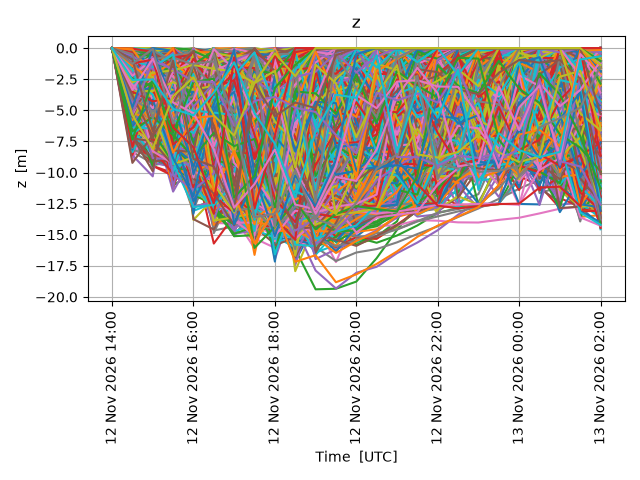 z
0.0
−2.5
−5.0
−7.5
−10.0
−12.5
−15.0
−17.5
−20.0
z [m]
12 Nov 2026 14:00
12 Nov 2026 16:00
12 Nov 2026 18:00
12 Nov 2026 20:00
12 Nov 2026 22:00
13 Nov 2026 00:00
13 Nov 2026 02:00
Time [UTC]